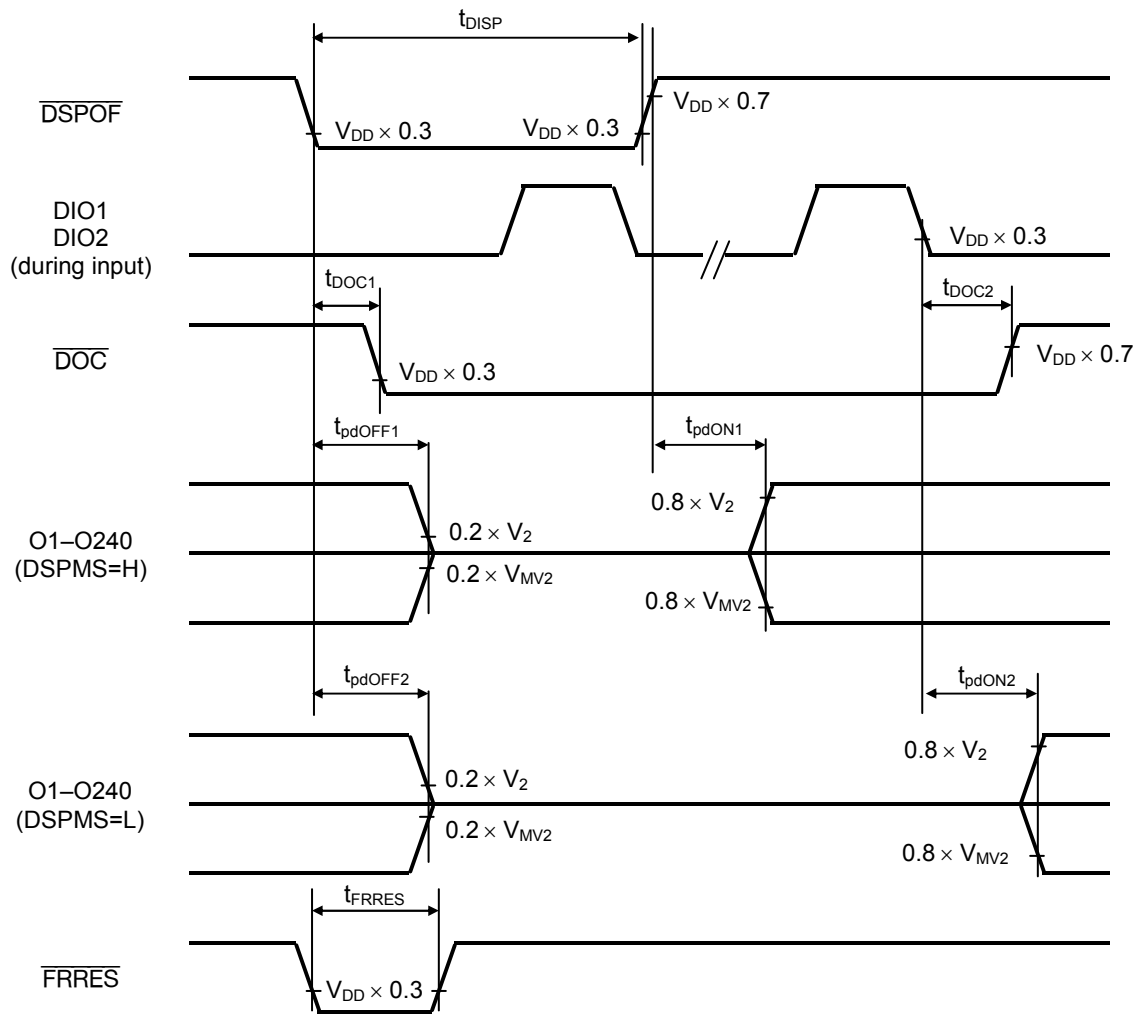 tDISP
DSPOF
VDD × 0.3
VDD × 0.3
VDD × 0.7
DIO1
DIO2
(during input)
VDD × 0.3
tDOC1
tDOC2
DOC
VDD × 0.3
VDD × 0.7
tpdOFF1
tpdON1
O1–O240
(DSPMS=H)
0.2 × V2
0.2 × VMV2
0.8 × V2
0.8 × VMV2
tpdOFF2
tpdON2
O1–O240
(DSPMS=L)
0.2 × V2
0.2 × VMV2
0.8 × V2
0.8 × VMV2
tFRRES
FRRES
VDD × 0.3